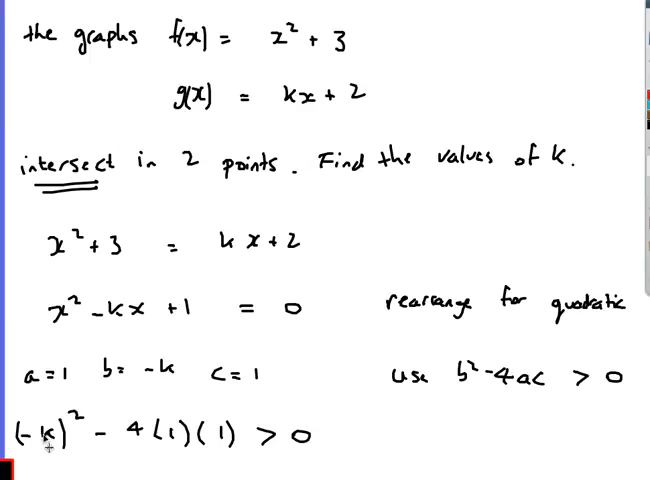 the graphs f(x) = x² + 3
g(x) = kx + 2
intersect in 2 points. Find the values of k.
x² + 3 = kx + 2
x² - kx + 1 = 0 rearrange for quadratic
a = 1 b = -k c = 1 use b² - 4ac > 0
(-k)² - 4(1)(1) > 0